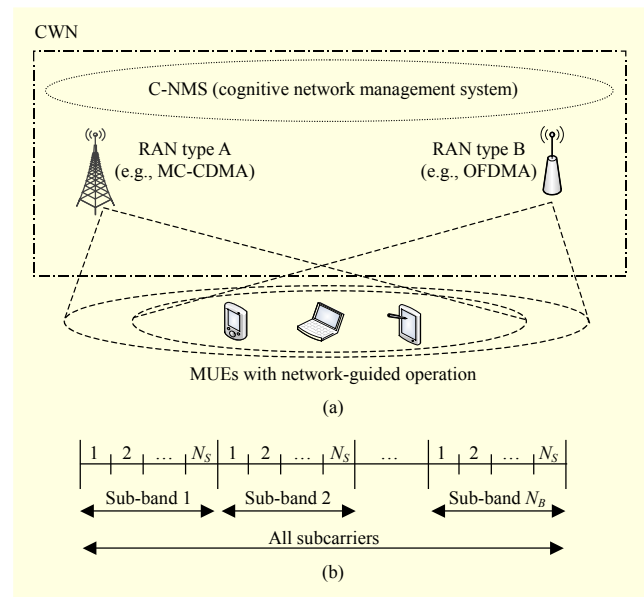 CWN
C-NMS (cognitive network management system)
RAN type A
(e.g., MC-CDMA)
RAN type B
(e.g., OFDMA)
MUEs with network-guided operation
(a)
1 2 … N_S 1 2 … N_S … 1 2 … N_S
Sub-band 1 Sub-band 2 Sub-band N_B
All subcarriers
(b)